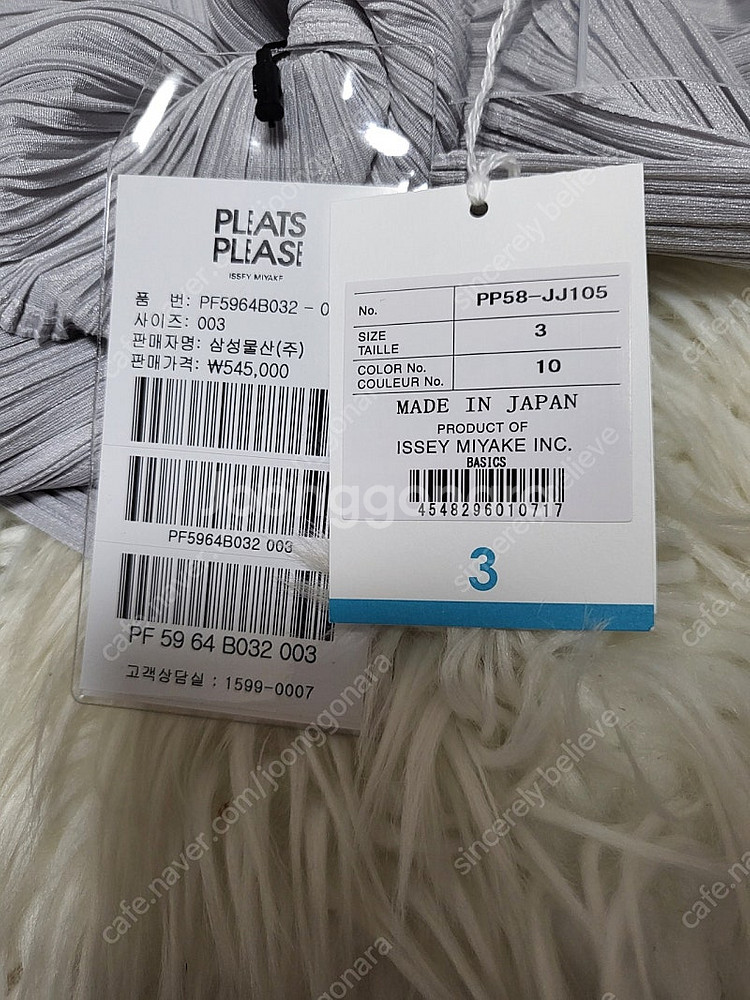 PLEATS
PLEASE
ISSEY MIYAKE
품 번: PF5964B032 - 0
사이즈: 003
판매자명: 삼성물산(주)
판매가격: ₩545,000
PF5964B032 003
PF 59 64 B032 003
고객상담실 : 1599-0007
No. PP58-JJ105
SIZE
TAILLE
3
COLOR No.
COULEUR No.
10
MADE IN JAPAN
PRODUCT OF
ISSEY MIYAKE INC.
BASICS
4548296010717
3
joonggonara
cafe.naver.com/joonggonara
sincerely believe